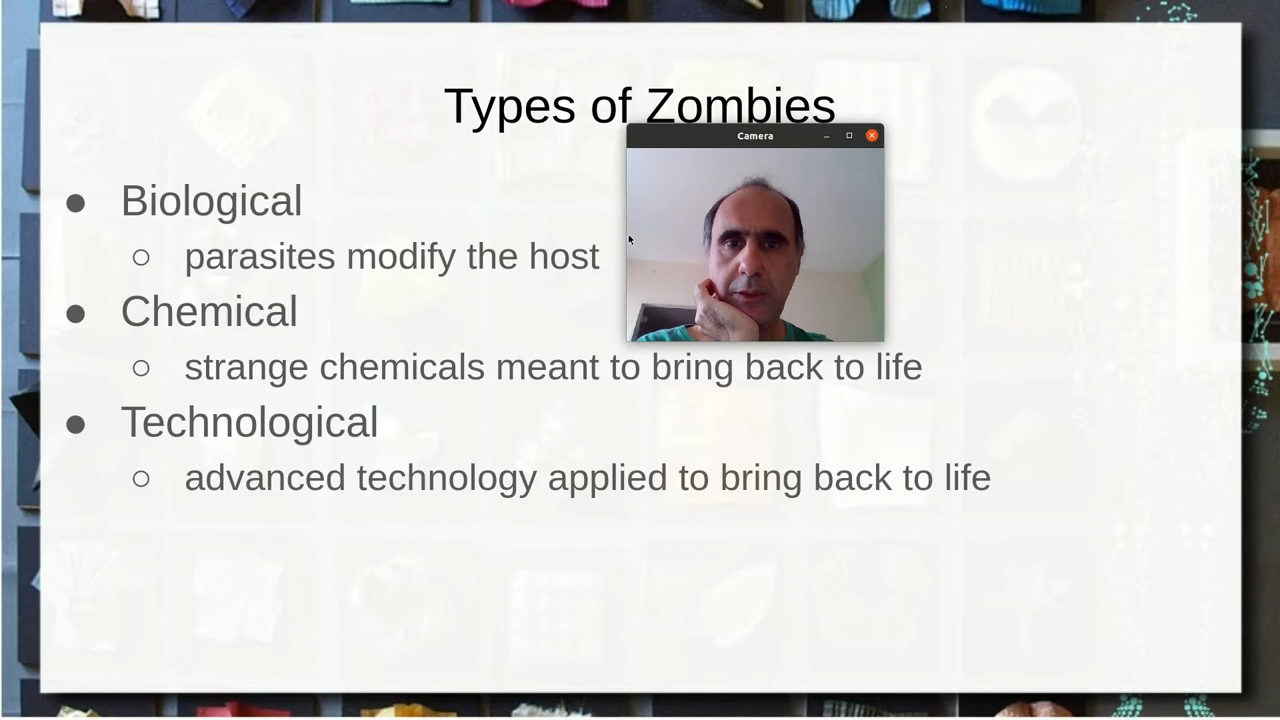 Types of Zombies
Camera
● Biological
○ parasites modify the host
● Chemical
○ strange chemicals meant to bring back to life
● Technological
○ advanced technology applied to bring back to life